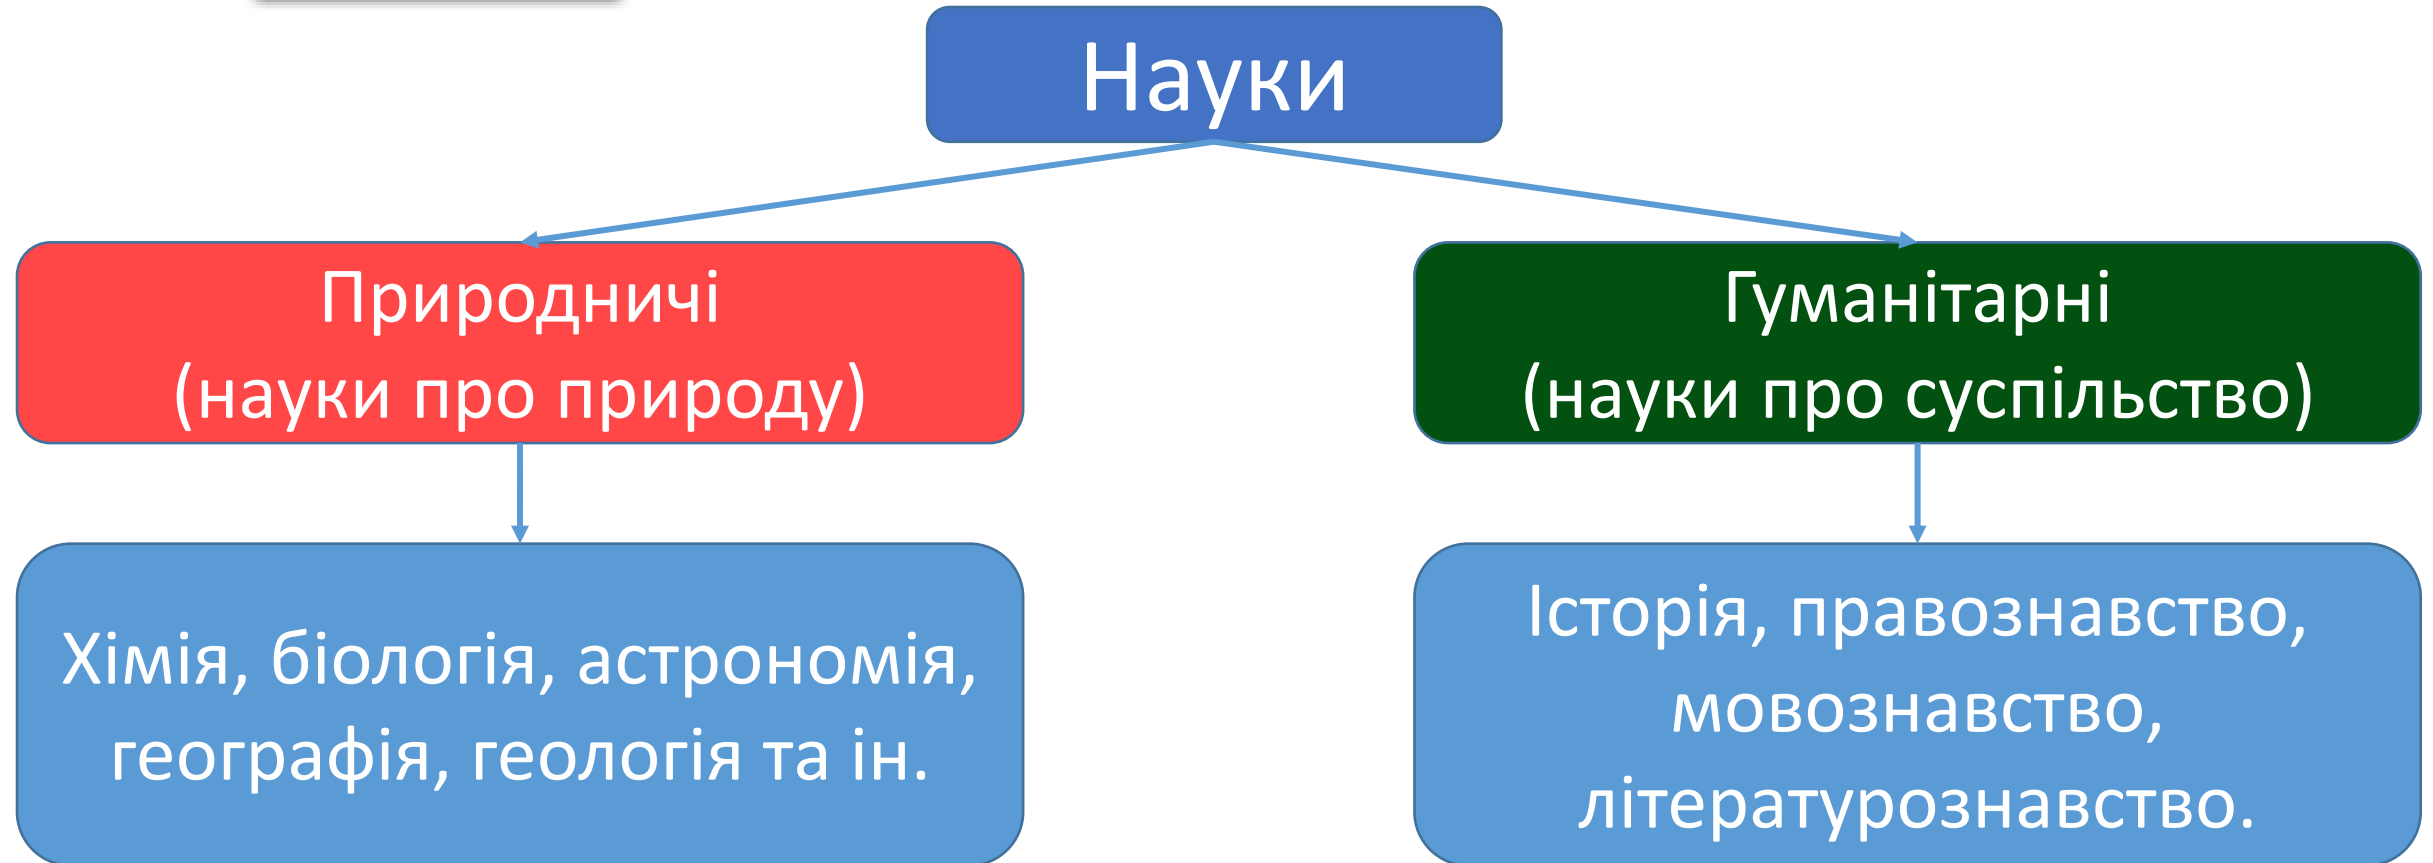 Науки
Природничі
(науки про природу)
Гуманітарні
(науки про суспільство)
Хімія, біологія, астрономія,
географія, геологія та ін.
Історія, правознавство,
мовознавство,
літературознавство.